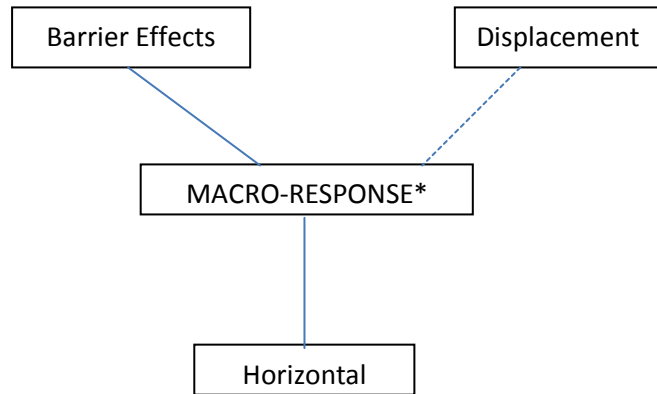 Barrier Effects
Displacement
MACRO-RESPONSE*
Horizontal